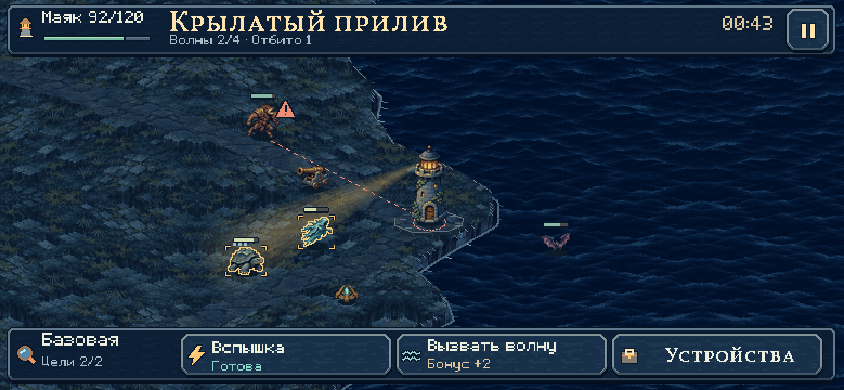 Маяк 92/120
Крылатый прилив
Волны 2/4 · Отбито 1
00:43
Базовая
Цели 2/2
Вспышка
Готова
Вызвать волну
Бонус +2
Устройства